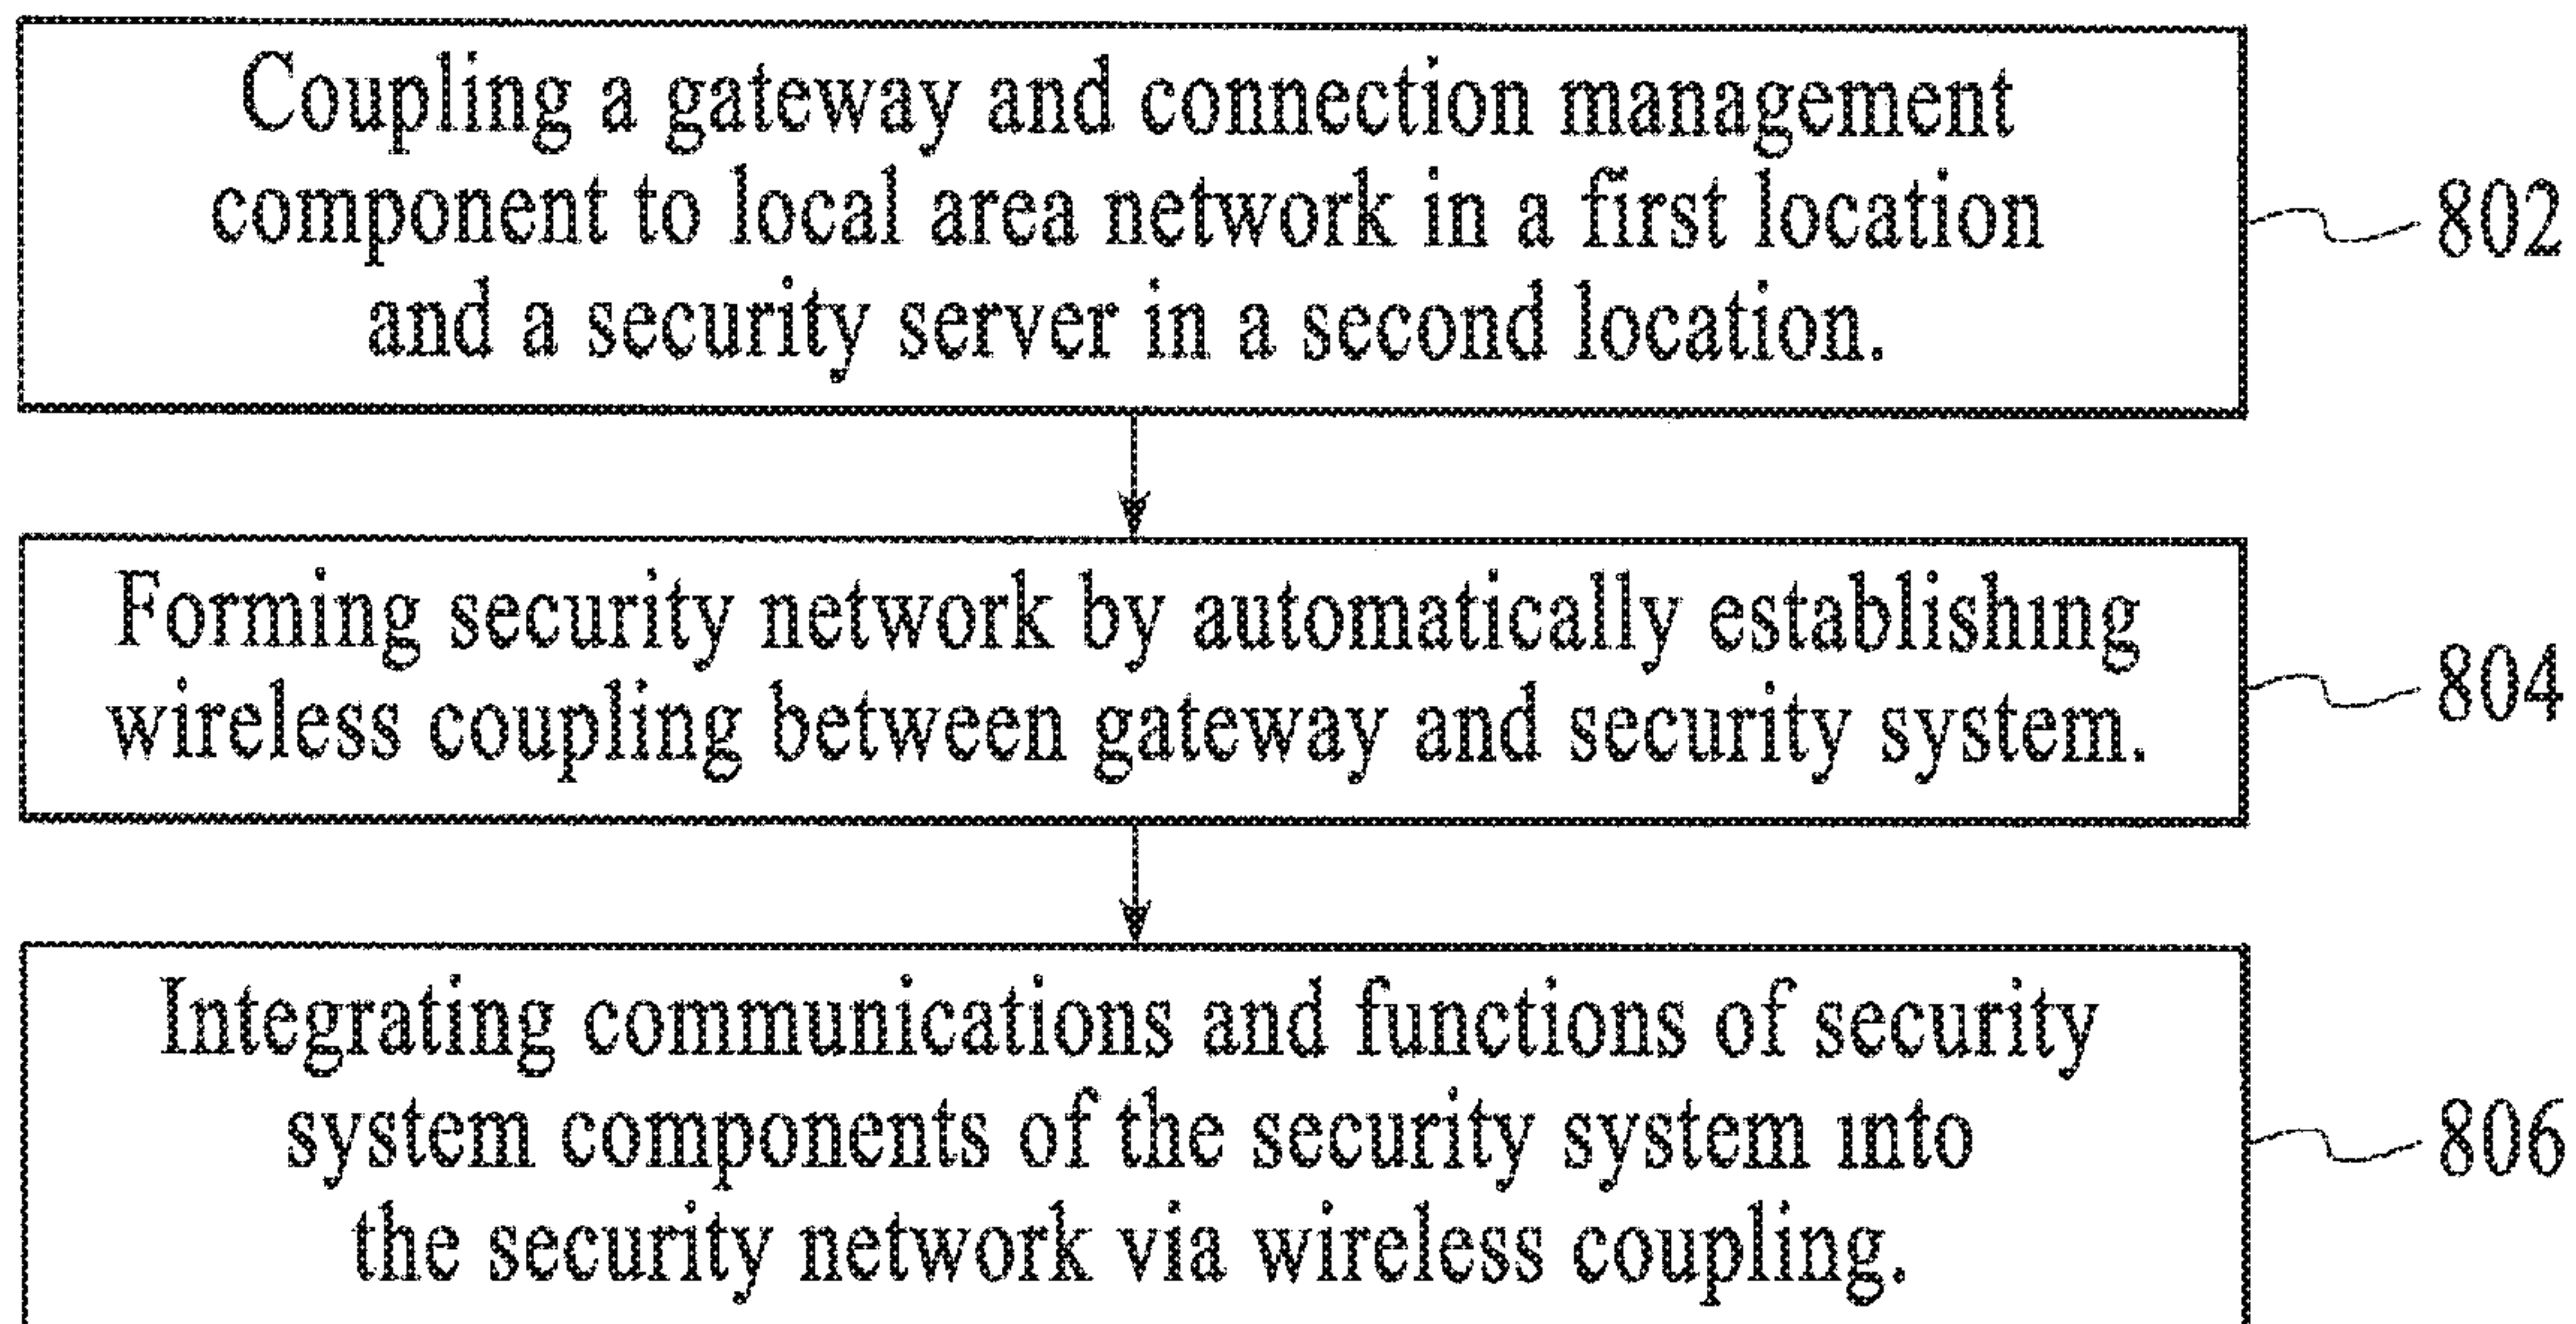 Coupling a gateway and connection management
component to local area network in a first location
and a security server in a second location.
802
Forming security network by automatically establishing
wireless coupling between gateway and security system.
804
Integrating communications and functions of security
system components of the security system into
the security network via wireless coupling.
806